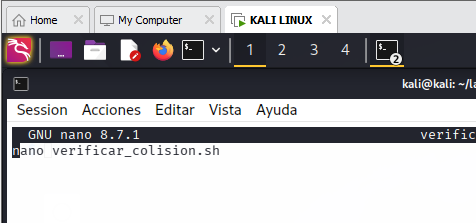 Home My Computer KALI LINUX
1 2 3 4 2
kali@kali: ~/la
Session Acciones Editar Vista Ayuda
GNU nano 8.7.1 verific
nano verificar_colision.sh